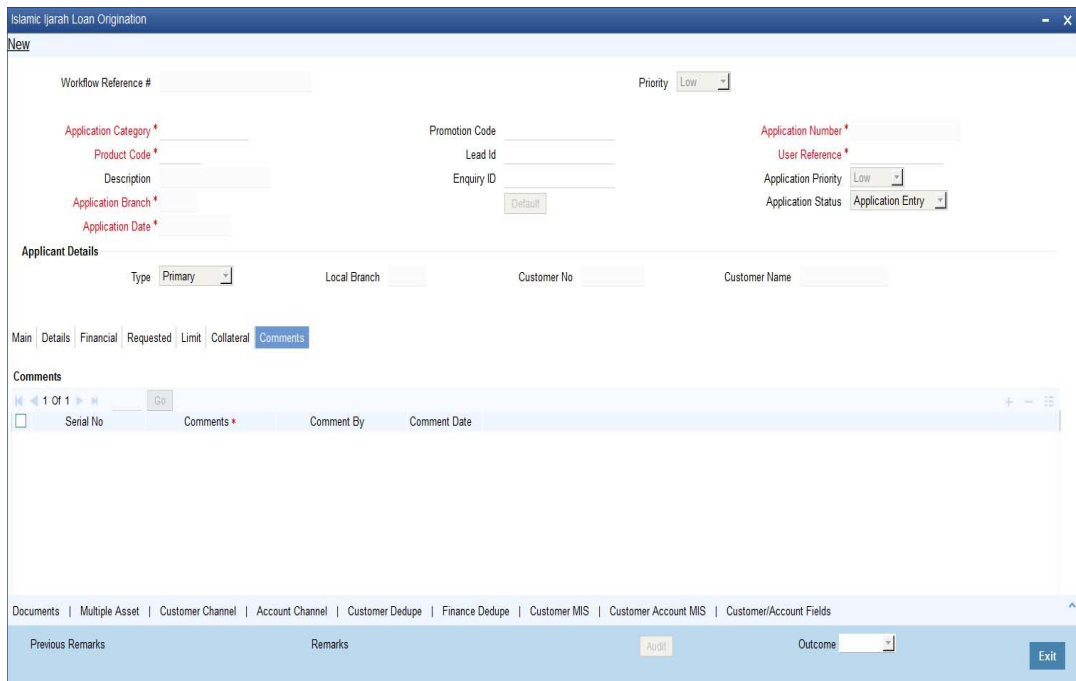 Islamic Ijarah Loan Origination
New
Workflow Reference # Priority Low
Application Category * Promotion Code Application Number *
Product Code * Lead Id User Reference *
Description Enquiry ID Application Priority Low
Application Branch * Default Application Status Application Entry
Application Date *
Applicant Details
Type Primary Local Branch Customer No Customer Name
Main Details Financial Requested Limit Collateral Comments
Comments
1 Of 1 Go
Serial No Comments * Comment By Comment Date
Documents | Multiple Asset | Customer Channel | Account Channel | Customer Dedupe | Finance Dedupe | Customer MIS | Customer Account MIS | Customer/Account Fields
Previous Remarks Remarks Audit Outcome Exit